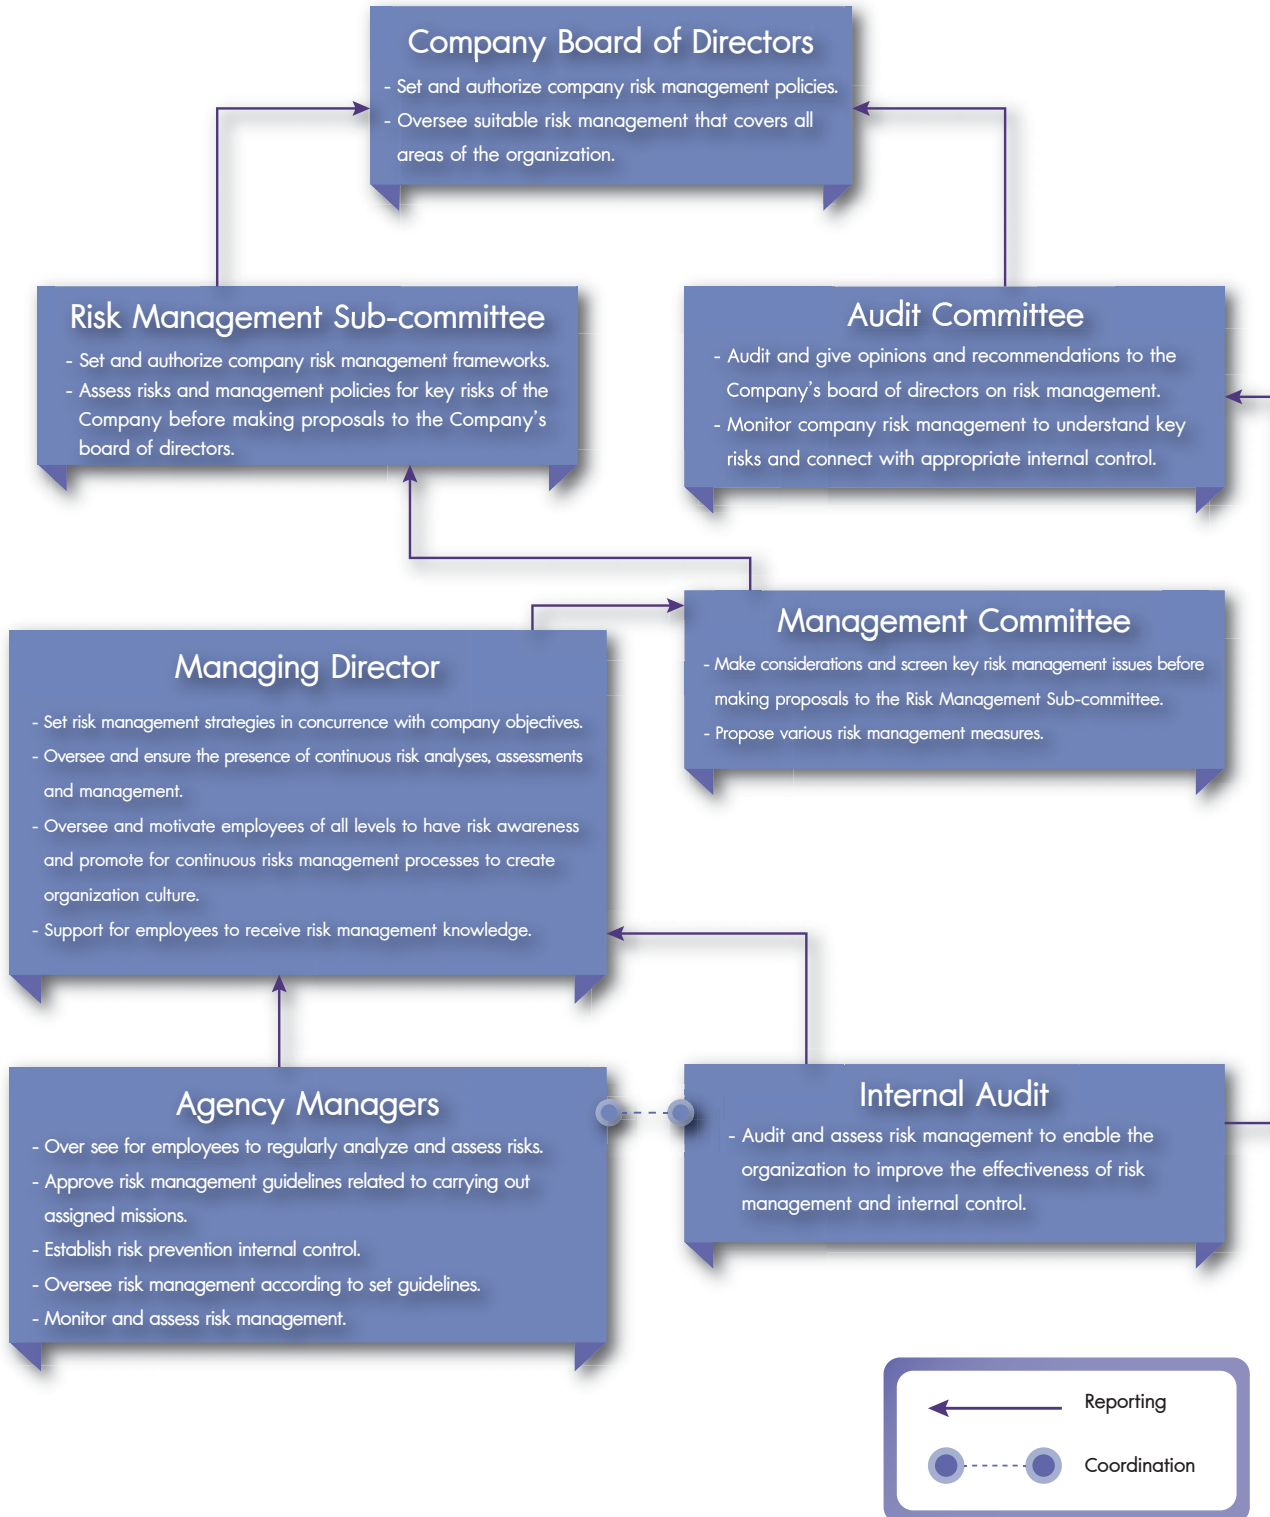 Company Board of Directors
- Set and authorize company risk management policies.
- Oversee suitable risk management that covers all
areas of the organization.
Risk Management Sub-committee
- Set and authorize company risk management frameworks.
- Assess risks and management policies for key risks of the
Company before making proposals to the Company's
board of directors.
Audit Committee
- Audit and give opinions and recommendations to the
Company's board of directors on risk management.
- Monitor company risk management to understand key
risks and connect with appropriate internal control.
Management Committee
- Make considerations and screen key risk management issues before
making proposals to the Risk Management Sub-committee.
- Propose various risk management measures.
Managing Director
- Set risk management strategies in concurrence with company objectives.
- Oversee and ensure the presence of continuous risk analyses, assessments
and management.
- Oversee and motivate employees of all levels to have risk awareness
and promote for continuous risks management processes to create
organization culture.
- Support for employees to receive risk management knowledge.
Agency Managers
- Over see for employees to regularly analyze and assess risks.
- Approve risk management guidelines related to carrying out
assigned missions.
- Establish risk prevention internal control.
- Oversee risk management according to set guidelines.
- Monitor and assess risk management.
Internal Audit
- Audit and assess risk management to enable the
organization to improve the effectiveness of risk
management and internal control.
Reporting
Coordination